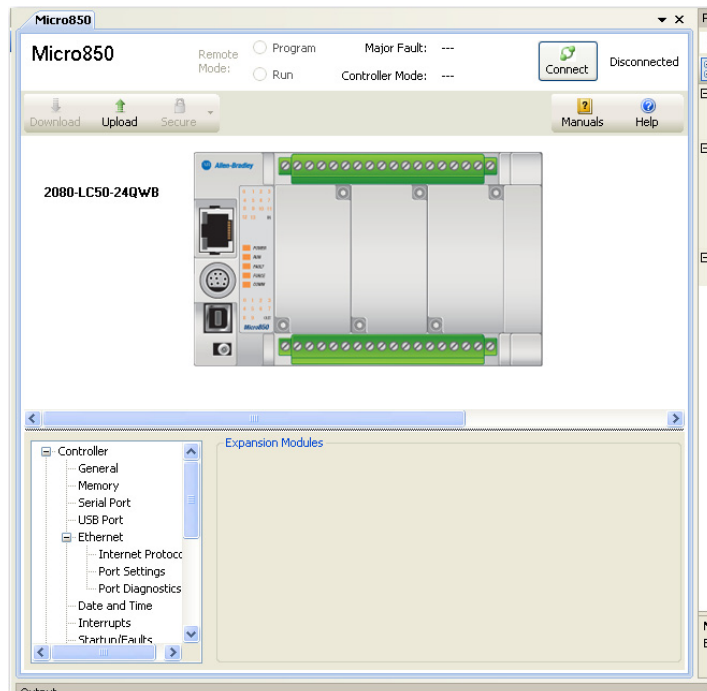 Micro850
Micro850
Remote Mode:
Program
Run
Major Fault: ---
Controller Mode: ---
Connect
Disconnected
Download
Upload
Secure
Manuals
Help
2080-LC50-24QWB
Allen-Bradley
POWER
RUN
FAULT
FORCE
COMM
Micro850
Controller
General
Memory
Serial Port
USB Port
Ethernet
Internet Protoco
Port Settings
Port Diagnostics
Date and Time
Interrupts
Startup/Faults
Expansion Modules
Output